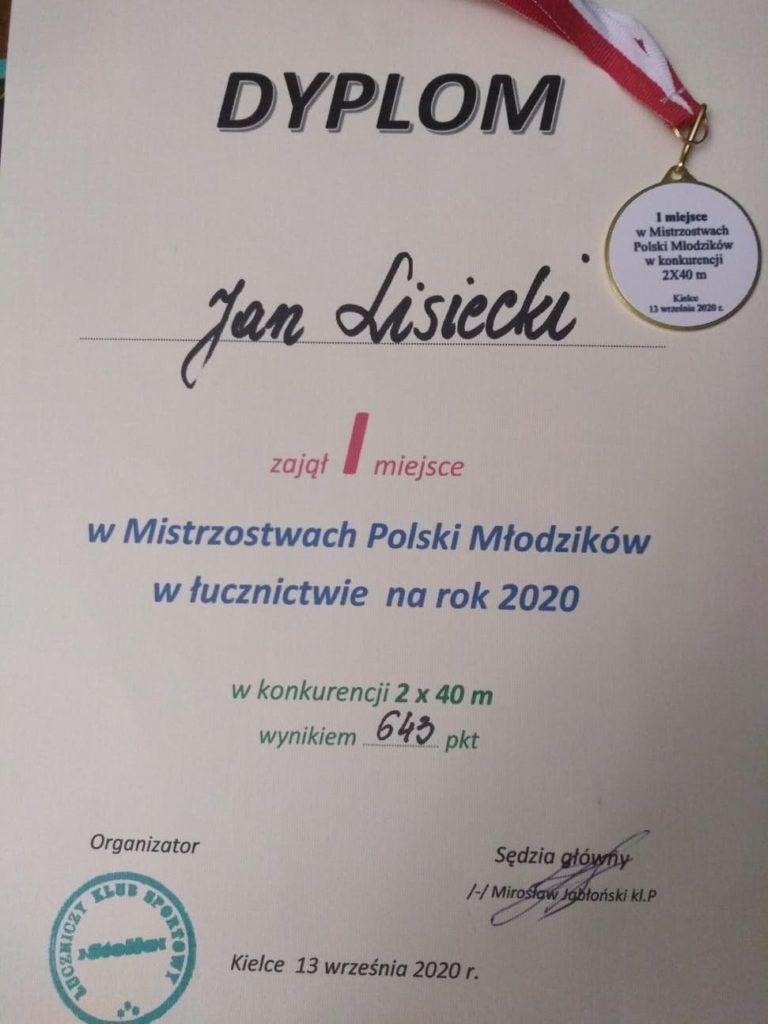 DYPLOM
I miejsce
w Mistrzostwach
Polski Młodzików
w konkurencji
2X40 m
Kielce
13 września 2020 r.
Jan Lisiecki
zajął I miejsce
w Mistrzostwach Polski Młodzików
w łucznictwie na rok 2020
w konkurencji 2 x 40 m
wynikiem 643 pkt
Organizator
Sędzia główny
/-/ Mirosław Jabłoński kl.P
ŁUCZNICZY KLUB SPORTOWY
"Stella"
Kielce 13 września 2020 r.